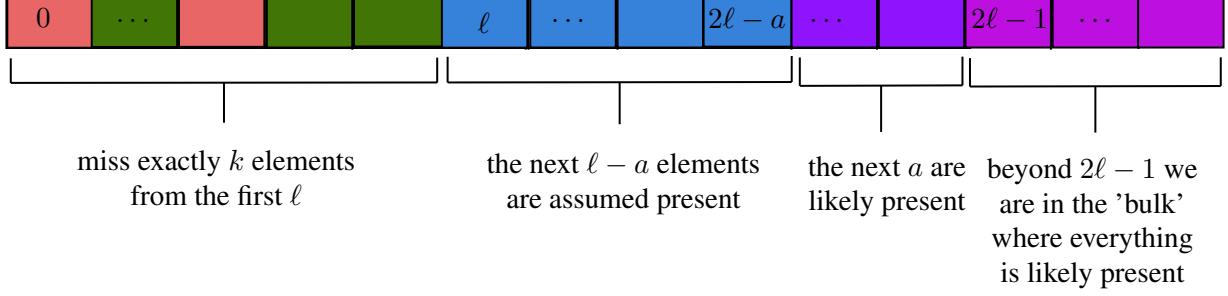 0 ⋯ ℓ ⋯ 2ℓ − a ⋯ 2ℓ − 1 ⋯
miss exactly k elements
from the first ℓ
the next ℓ − a elements
are assumed present
the next a are
likely present
beyond 2ℓ − 1 we
are in the 'bulk'
where everything
is likely present